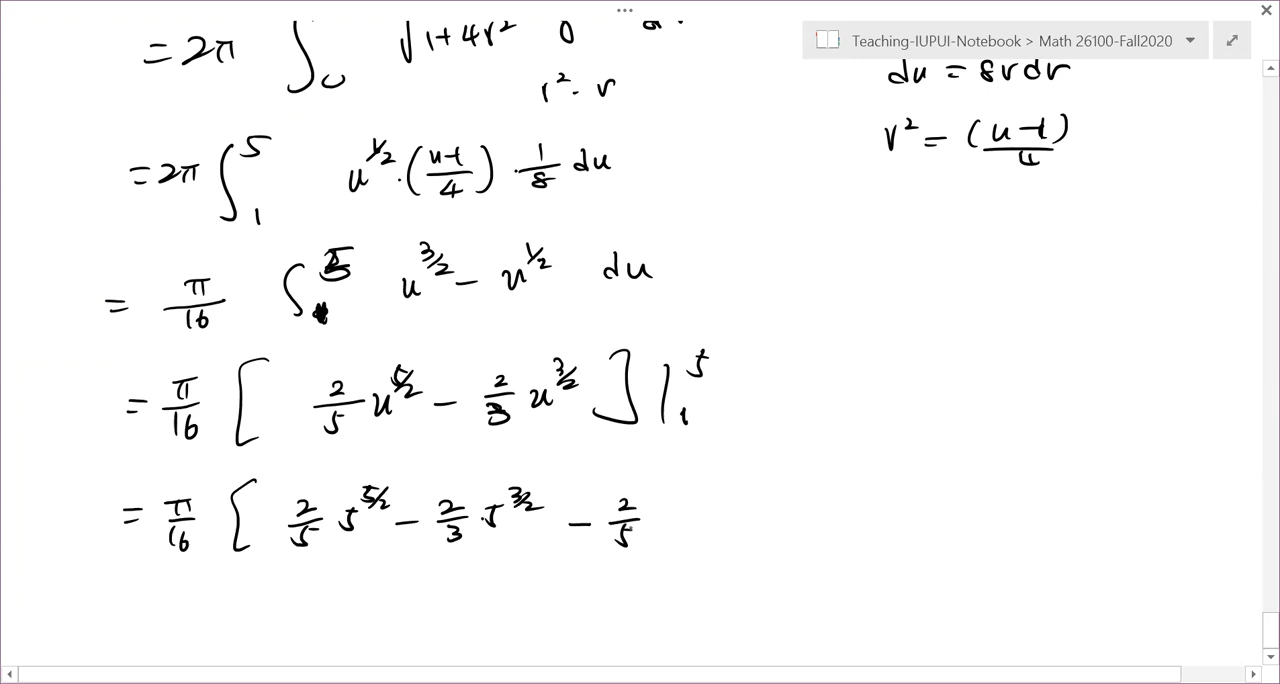 Teaching-IUPUI-Notebook > Math 26100-Fall2020
= 2π ∫₀ √1+4r²
r² · r
du = 8rdr
r² = (u-1)/4
= 2π ∫₁⁵ u^1/2 · (u-1/4) · 1/8 du
= π/16 ∫₁⁵ u^3/2 - u^1/2 du
= π/16 [ 2/5 u^5/2 - 2/3 u^3/2 ] |₁⁵
= π/16 [ 2/5 5^5/2 - 2/3 · 5^3/2 - 2/5